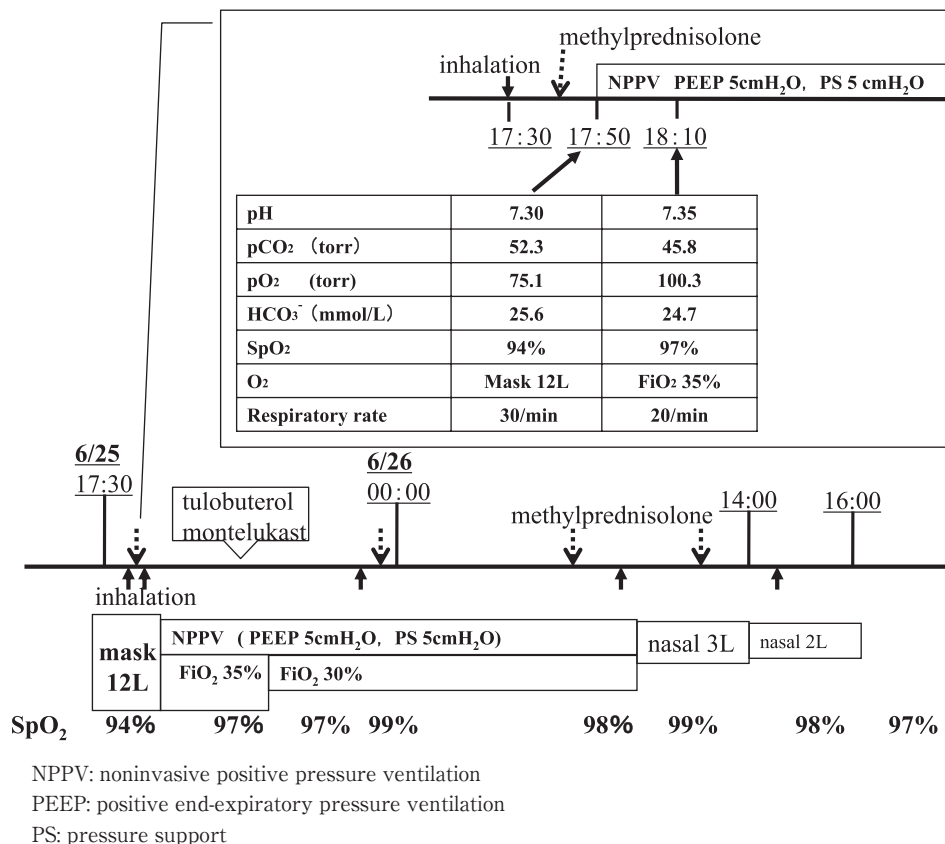 methylprednisolone
inhalation
NPPV PEEP 5cmH₂O, PS 5 cmH₂O
17:30 17:50 18:10
pH 7.30 7.35
pCO₂ (torr) 52.3 45.8
pO₂ (torr) 75.1 100.3
HCO₃⁻ (mmol/L) 25.6 24.7
SpO₂ 94% 97%
O₂ Mask 12L FiO₂ 35%
Respiratory rate 30/min 20/min
6/25 6/26
17:30 00:00 14:00 16:00
tulobuterol
montelukast
methylprednisolone
inhalation
mask
12L
NPPV ( PEEP 5cmH₂O, PS 5cmH₂O)
nasal 3L nasal 2L
FiO₂ 35% FiO₂ 30%
SpO₂ 94% 97% 97% 99% 98% 99% 98% 97%
NPPV: noninvasive positive pressure ventilation
PEEP: positive end-expiratory pressure ventilation
PS: pressure support